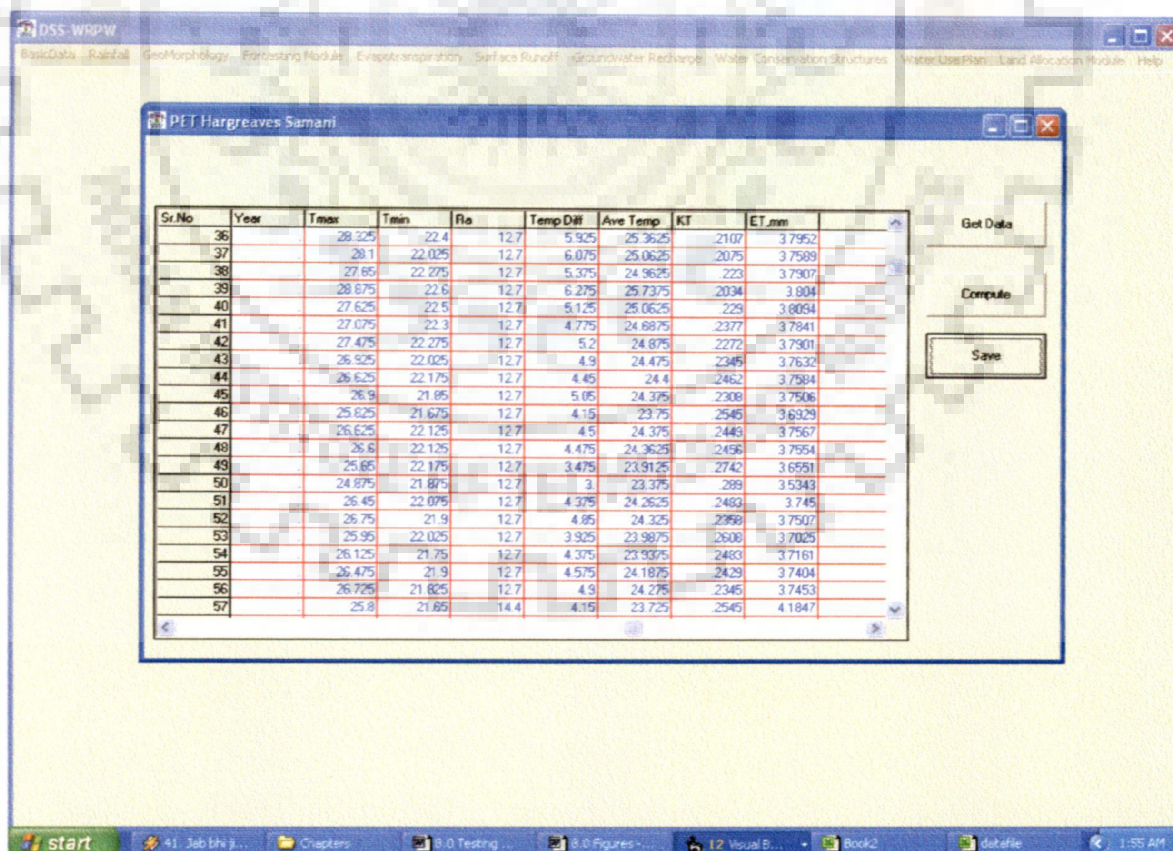 DSS-WRPW
BasicData Rainfall GeoMorphology Forcasting Module Evapotranspiration Surface Runoff Groundwater Recharge Water Conservation Structures Water Use Plan Land Allocation Module Help
PET Hargreaves Samani
Sr.No Year Tmax Tmin Ra Temp Diff Ave Temp KT ET,mm
36 . 28.325 22.4 12.7 5.925 25.3625 .2107 3.7952
37 . 28.1 22.025 12.7 6.075 25.0625 .2075 3.7589
38 . 27.65 22.275 12.7 5.375 24.9625 .223 3.7907
39 . 28.875 22.6 12.7 6.275 25.7375 .2034 3.804
40 . 27.625 22.5 12.7 5.125 25.0625 .229 3.8094
41 . 27.075 22.3 12.7 4.775 24.6875 .2377 3.7841
42 . 27.475 22.275 12.7 5.2 24.875 .2272 3.7901
43 . 26.925 22.025 12.7 4.9 24.475 .2345 3.7632
44 . 26.625 22.175 12.7 4.45 24.4 .2462 3.7584
45 . 26.9 21.85 12.7 5.05 24.375 .2308 3.7506
46 . 25.825 21.675 12.7 4.15 23.75 .2545 3.6929
47 . 26.625 22.125 12.7 4.5 24.375 .2449 3.7567
48 . 26.6 22.125 12.7 4.475 24.3625 .2456 3.7554
49 . 25.65 22.175 12.7 3.475 23.9125 .2742 3.6551
50 . 24.875 21.875 12.7 3. 23.375 .289 3.5343
51 . 26.45 22.075 12.7 4.375 24.2625 .2483 3.745
52 . 26.75 21.9 12.7 4.85 24.325 .2358 3.7507
53 . 25.95 22.025 12.7 3.925 23.9875 .2608 3.7025
54 . 26.125 21.75 12.7 4.375 23.9375 .2483 3.7161
55 . 26.475 21.9 12.7 4.575 24.1875 .2429 3.7404
56 . 26.725 21.825 12.7 4.9 24.275 .2345 3.7453
57 . 25.8 21.65 14.4 4.15 23.725 .2545 4.1847
Get Data
Compute
Save
start 41. Jab bhi ji... Chapters 8.0 Testing ... 8.0 Figures -... 12 Visual B... Book2 datefile 1:55 AM